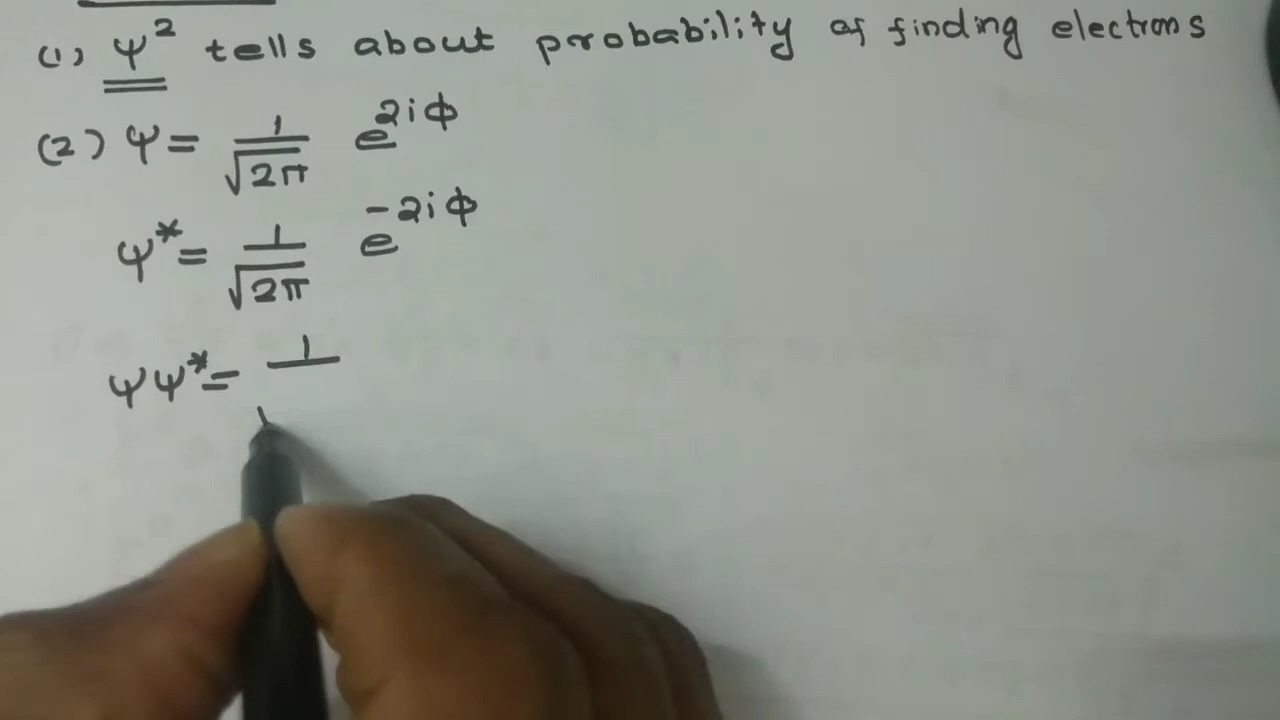 (1) ψ² tells about probability of finding electrons
(2) ψ = 1/√2π e^2iφ
ψ* = 1/√2π e^-2iφ
ψψ* = 1